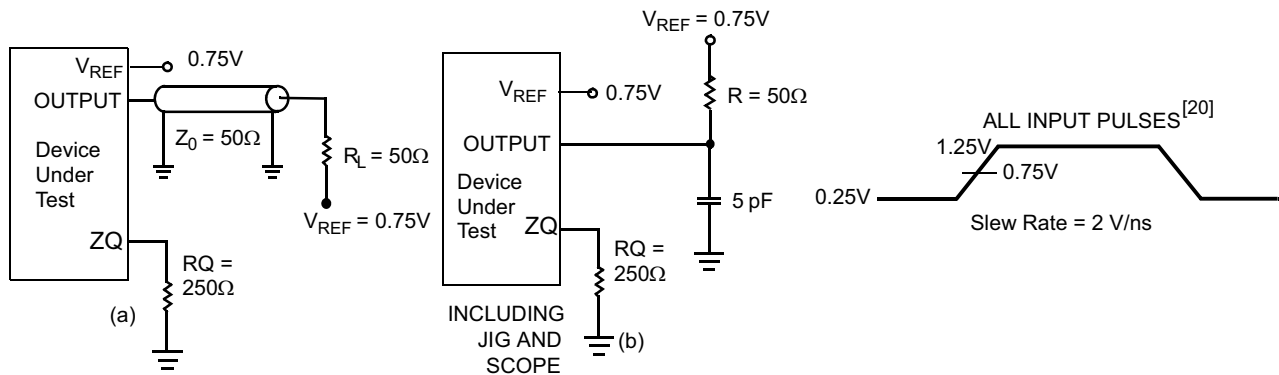 V_REF 0.75V
OUTPUT
Z_0 = 50Ω
Device
Under
Test
R_L = 50Ω
V_REF = 0.75V
ZQ
RQ =
250Ω
(a)
V_REF = 0.75V
R = 50Ω
V_REF 0.75V
OUTPUT
Device
Under
Test
5 pF
ZQ
RQ =
250Ω
INCLUDING
JIG AND
SCOPE
(b)
ALL INPUT PULSES[20]
1.25V
0.75V
0.25V
Slew Rate = 2 V/ns